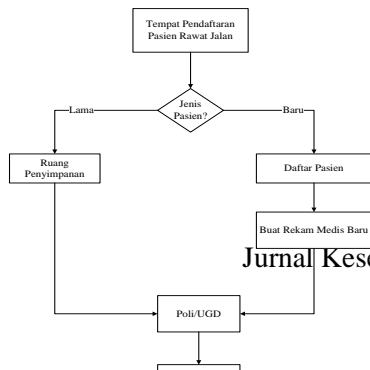 Tempat Pendaftaran
Pasien Rawat Jalan
Jenis
Pasien?
Lama
Baru
Ruang
Penyimpanan
Daftar Pasien
Buat Rekam Medis Baru
Jurnal
Poli/UGD